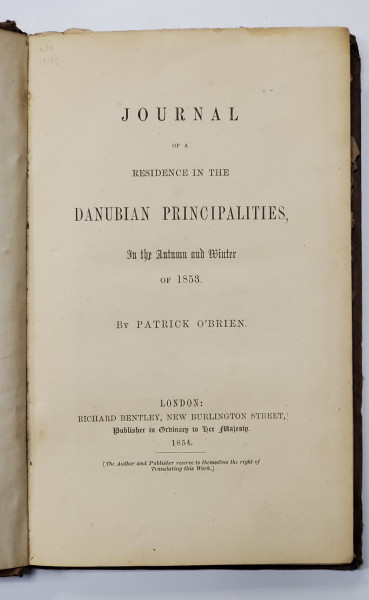 JOURNAL
OF A
RESIDENCE IN THE
DANUBIAN PRINCIPALITIES,
In the Autumn and Winter
OF 1853.
BY PATRICK O'BRIEN.
LONDON:
RICHARD BENTLEY, NEW BURLINGTON STREET,
Publisher in Ordinary to Her Majesty.
1854.
[The Author and Publisher reserve to themselves the right of
Translating this Work.]